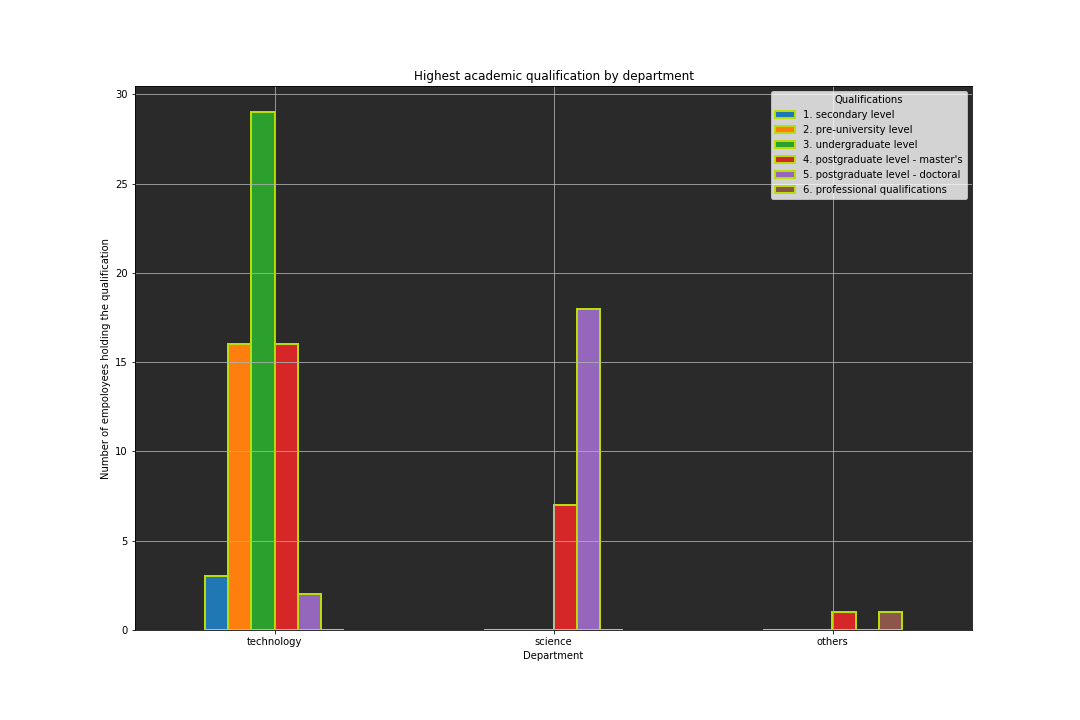 Highest academic qualification by department
Qualifications
1. secondary level
2. pre-university level
3. undergraduate level
4. postgraduate level - master's
5. postgraduate level - doctoral
6. professional qualifications
Number of empoloyees holding the qualification
30
25
20
15
10
5
0
technology
science
others
Department